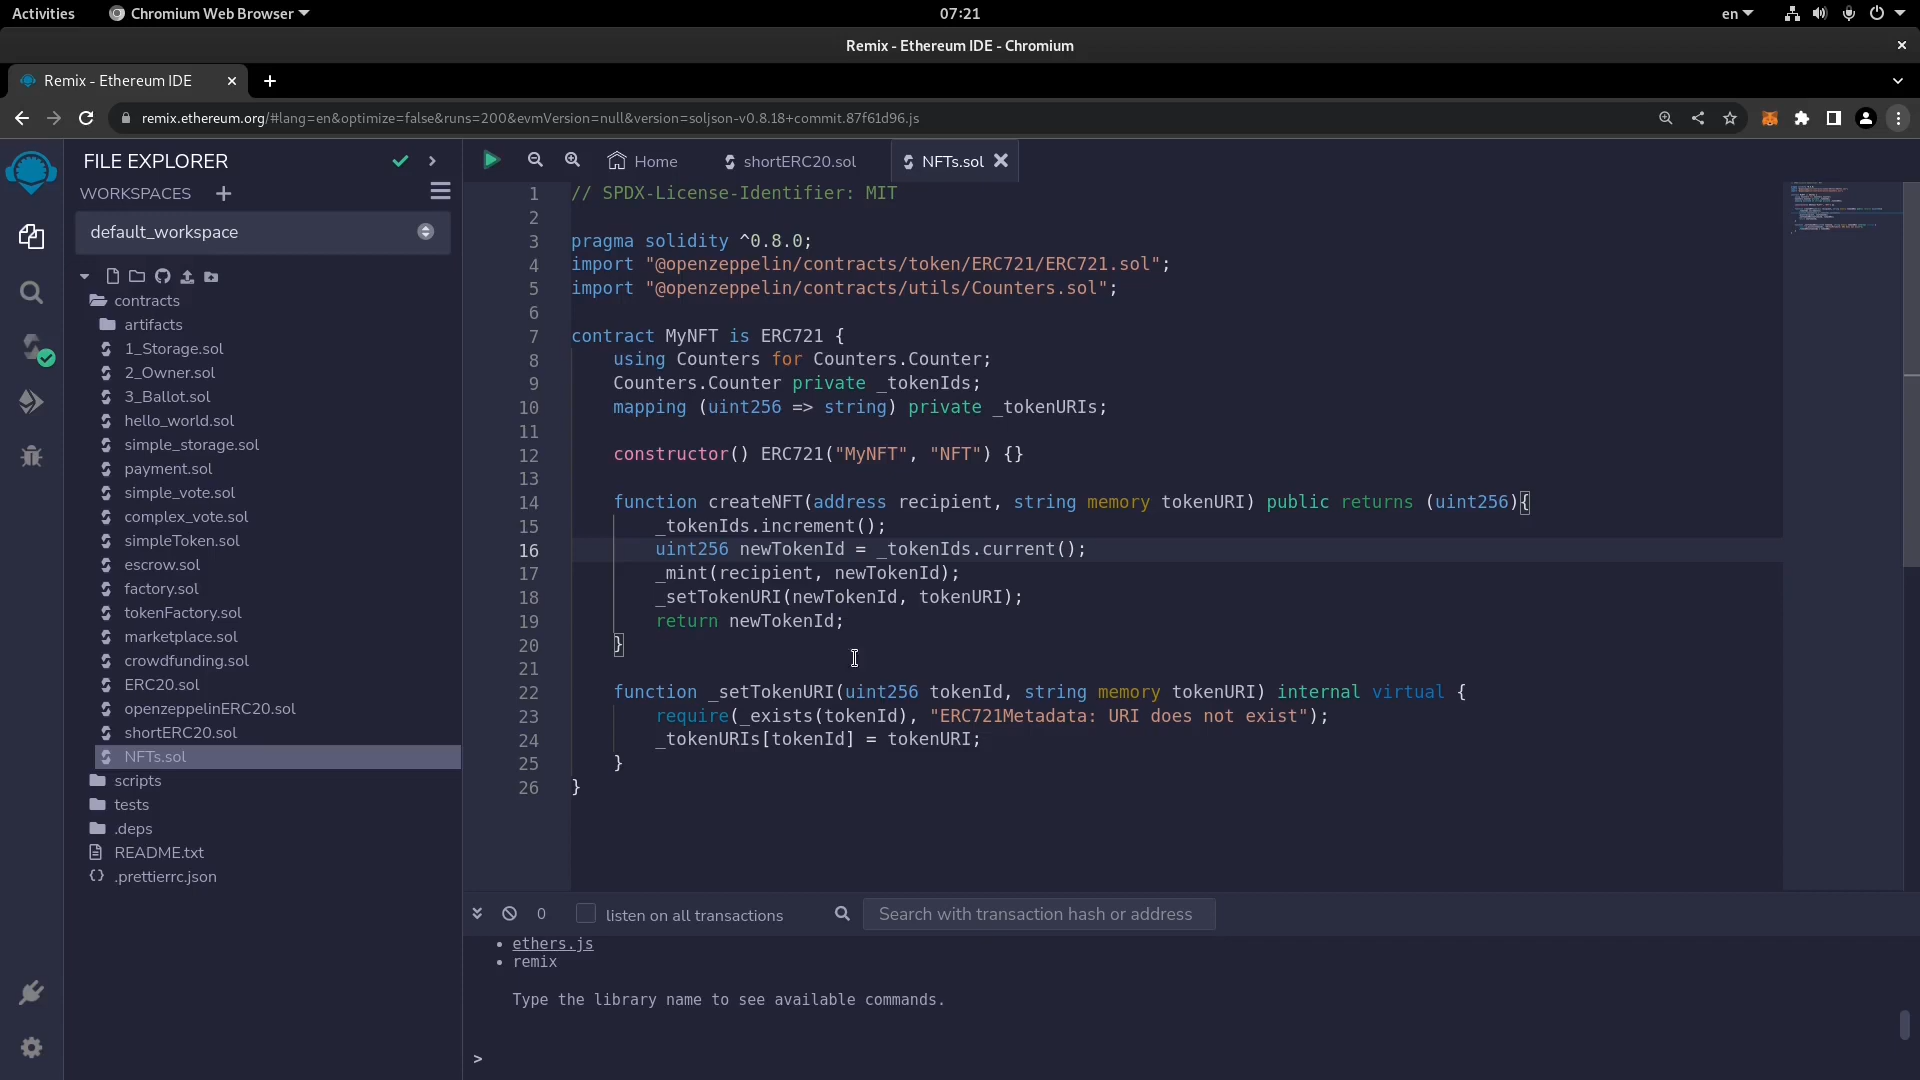 Activities
Chromium Web Browser
07:21
en
Remix - Ethereum IDE - Chromium
Remix - Ethereum IDE
remix.ethereum.org/#lang=en&optimize=false&runs=200&evmVersion=null&version=soljson-v0.8.18+commit.87f61d96.js
FILE EXPLORER
WORKSPACES
default_workspace
contracts
artifacts
1_Storage.sol
2_Owner.sol
3_Ballot.sol
hello_world.sol
simple_storage.sol
payment.sol
simple_vote.sol
complex_vote.sol
simpleToken.sol
escrow.sol
factory.sol
tokenFactory.sol
marketplace.sol
crowdfunding.sol
ERC20.sol
openzeppelinERC20.sol
shortERC20.sol
NFTs.sol
scripts
tests
.deps
README.txt
.prettierrc.json
Home
shortERC20.sol
NFTs.sol
1 // SPDX-License-Identifier: MIT
2
3 pragma solidity ^0.8.0;
4 import "@openzeppelin/contracts/token/ERC721/ERC721.sol";
5 import "@openzeppelin/contracts/utils/Counters.sol";
6
7 contract MyNFT is ERC721 {
8     using Counters for Counters.Counter;
9     Counters.Counter private _tokenIds;
10     mapping (uint256 => string) private _tokenURIs;
11
12     constructor() ERC721("MyNFT", "NFT") {}
13
14     function createNFT(address recipient, string memory tokenURI) public returns (uint256){
15         _tokenIds.increment();
16         uint256 newTokenId = _tokenIds.current();
17         _mint(recipient, newTokenId);
18         _setTokenURI(newTokenId, tokenURI);
19         return newTokenId;
20     }
21
22     function _setTokenURI(uint256 tokenId, string memory tokenURI) internal virtual {
23         require(_exists(tokenId), "ERC721Metadata: URI does not exist");
24         _tokenURIs[tokenId] = tokenURI;
25     }
26 }
0
listen on all transactions
Search with transaction hash or address
• ethers.js
• remix
Type the library name to see available commands.
>